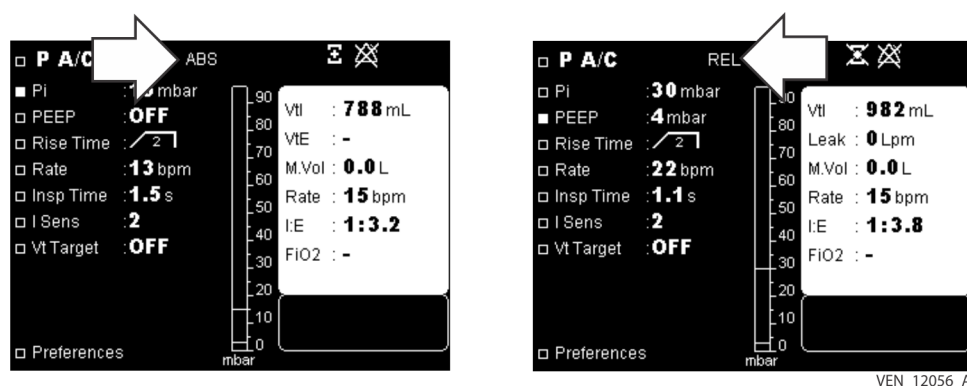 P A/C ABS
Pi : mbar
PEEP :OFF
Rise Time : 2
Rate :13 bpm
Insp Time :1.5 s
I Sens :2
Vt Target :OFF
Preferences
90
80
70
60
50
40
30
20
10
0
mbar
VtI : 788 mL
VtE : -
M.Vol : 0.0 L
Rate : 15 bpm
I:E : 1:3.2
FiO2 : -
P A/C REL
Pi :30 mbar
PEEP :4 mbar
Rise Time : 2
Rate :22 bpm
Insp Time :1.1 s
I Sens :2
Vt Target :OFF
Preferences
80
70
60
50
40
30
20
10
0
mbar
VtI : 982 mL
Leak : 0 Lpm
M.Vol : 0.0 L
Rate : 15 bpm
I:E : 1:3.8
FiO2 : -
VEN_12056_A